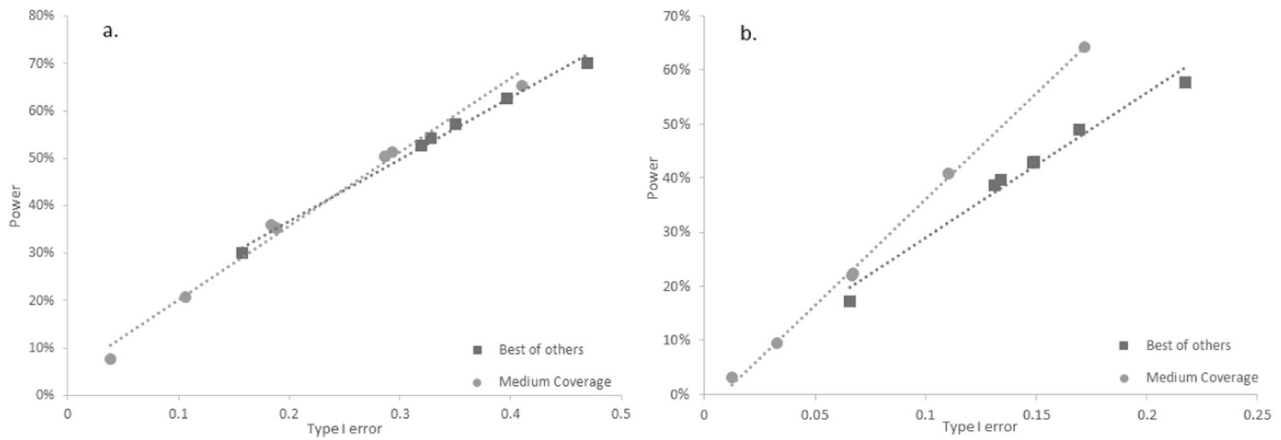 a.
80%
70%
60%
50%
40%
30%
20%
10%
0%
Power
0 0.1 0.2 0.3 0.4 0.5
Type I error
Best of others
Medium Coverage
b.
70%
60%
50%
40%
30%
20%
10%
0%
Power
0 0.05 0.1 0.15 0.2 0.25
Type I error
Best of others
Medium Coverage